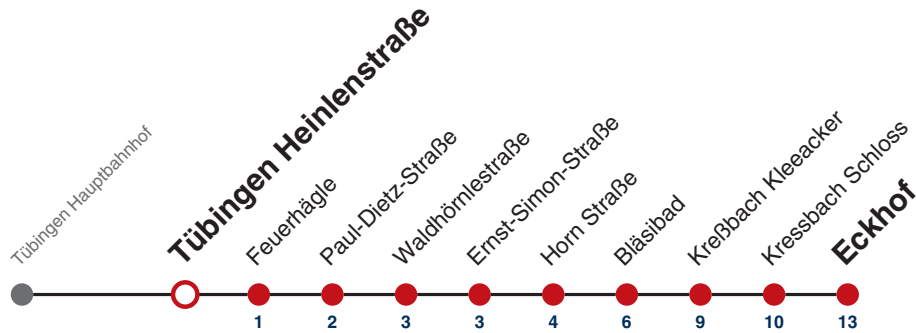 Tübingen Hauptbahnhof
Tübingen Heinlenstraße
Feuerhägle
Paul-Dietz-Straße
Waldhörnlestraße
Ernst-Simon-Straße
Horn Straße
Bläsibad
Kreßbach Kleeacker
Kressbach Schloss
Eckhof
1 2 3 3 4 6 9 10 13